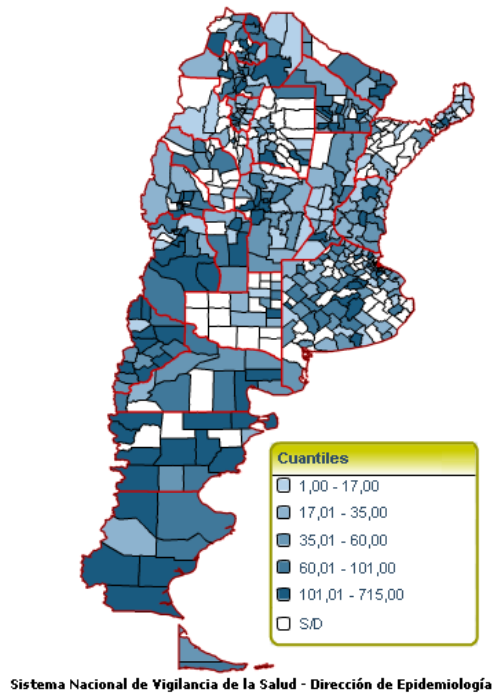 Cuantiles
1,00 - 17,00
17,01 - 35,00
35,01 - 60,00
60,01 - 101,00
101,01 - 715,00
S/D
Sistema Nacional de Vigilancia de la Salud - Dirección de Epidemiología